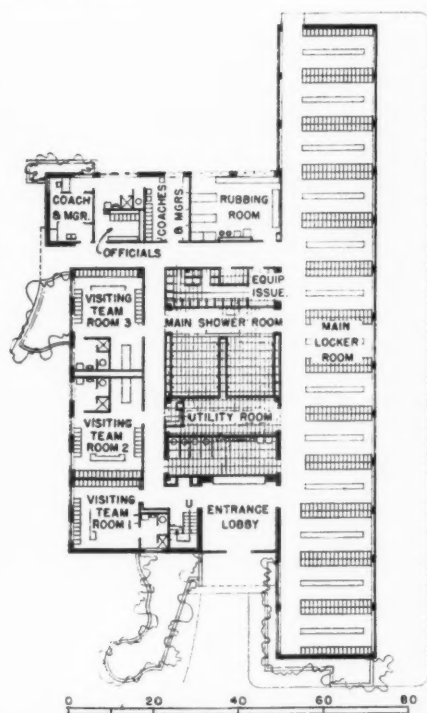 COACH
& MGR.
OFFICIALS
COACHES
& MGRS.
RUBBING
ROOM
EQUIP
ISSUE
VISITING
TEAM
ROOM 3
MAIN SHOWER ROOM
MAIN
LOCKER
ROOM
UTILITY ROOM
VISITING
TEAM
ROOM 2
VISITING
TEAM
ROOM 1
U
ENTRANCE
LOBBY
0 20 40 60 80